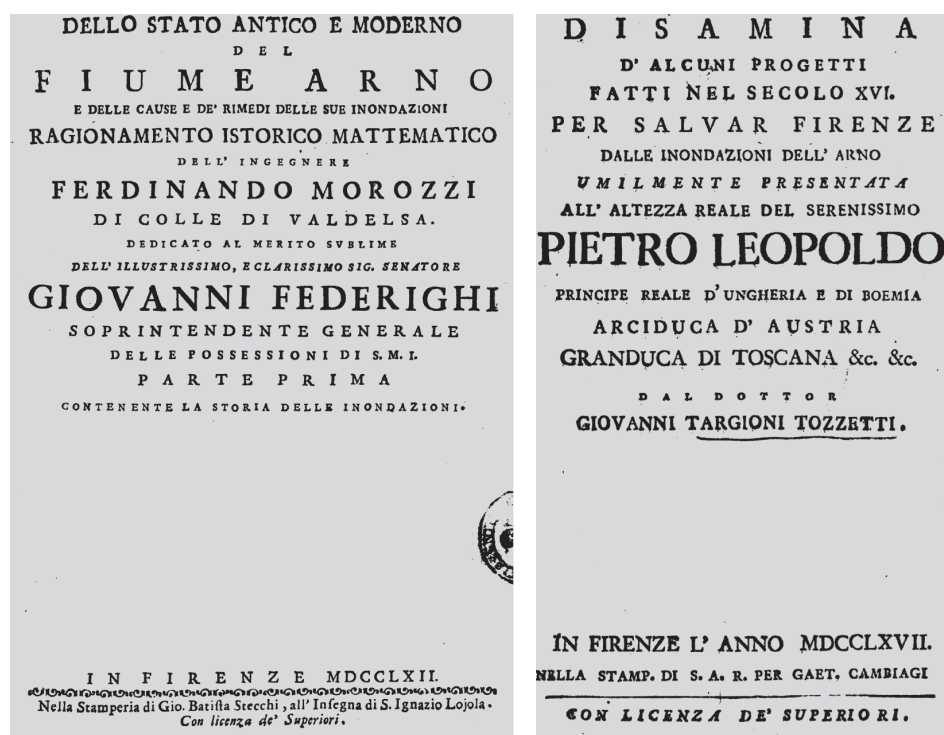 DELLO STATO ANTICO E MODERNO
DEL
FIUME ARNO
E DELLE CAUSE E DE' RIMEDI DELLE SUE INONDAZIONI
RAGIONAMENTO ISTORICO MATTEMATICO
DELL' INGEGNERE
FERDINANDO MOROZZI
DI COLLE DI VALDELSA.
DEDICATO AL MERITO SVBLIME
DELL' ILLUSTRISSIMO, E CLARISSIMO SIG. SENATORE
GIOVANNI FEDERIGHI
SOPRINTENDENTE GENERALE
DELLE POSSESSIONI DI S. M. I.
PARTE PRIMA
CONTENENTE LA STORIA DELLE INONDAZIONI.
IN FIRENZE MDCCLXII.
Nella Stamperia di Gio. Batista Stecchi, all' Insegna di S. Ignazio Lojola.
Con licenza de' Superiori.
DISAMINA
D' ALCUNI PROGETTI
FATTI NEL SECOLO XVI.
PER SALVAR FIRENZE
DALLE INONDAZIONI DELL' ARNO
UMILMENTE PRESENTATA
ALL' ALTEZZA REALE DEL SERENISSIMO
PIETRO LEOPOLDO
PRINCIPE REALE D' UNGHERIA E DI BOEMIA
ARCIDUCA D' AUSTRIA
GRANDUCA DI TOSCANA &c. &c.
DAL DOTTOR
GIOVANNI TARGIONI TOZZETTI.
IN FIRENZE L' ANNO MDCCLXVII.
NELLA STAMP. DI S. A. R. PER GAET. CAMBIAGI
CON LICENZA DE' SUPERIORI.